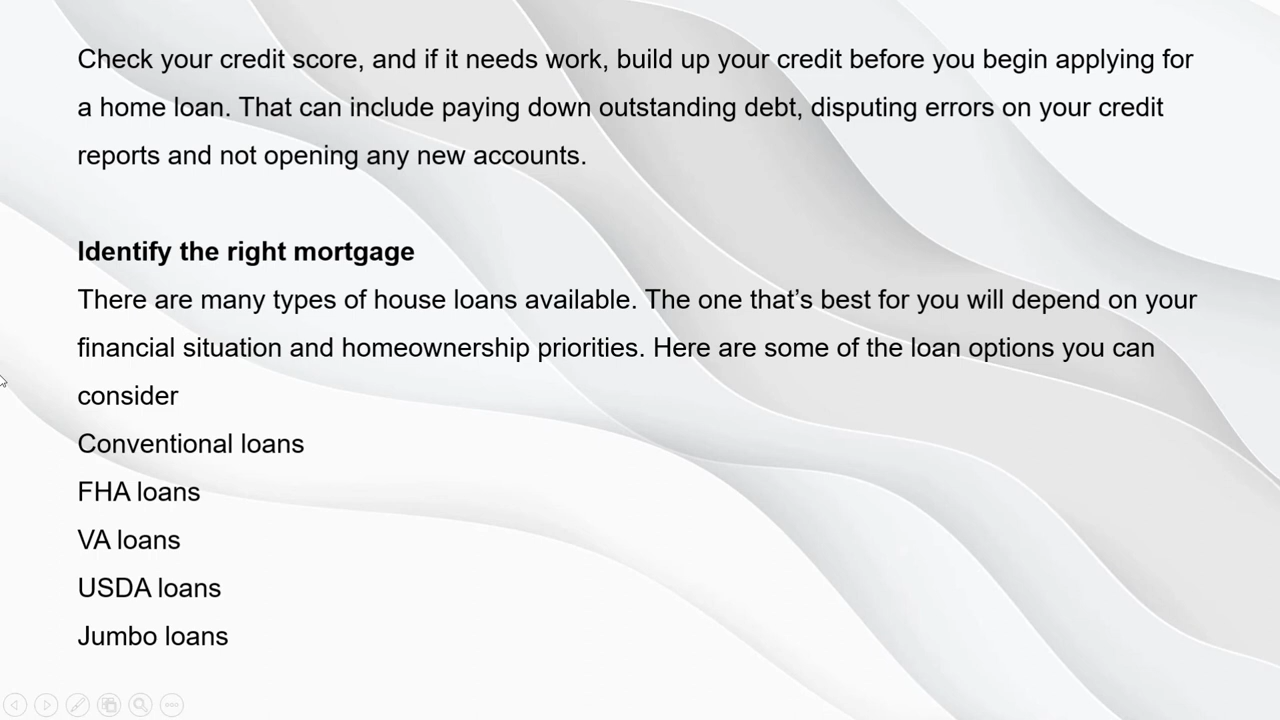 Check your credit score, and if it needs work, build up your credit before you begin applying for
a home loan. That can include paying down outstanding debt, disputing errors on your credit
reports and not opening any new accounts.
Identify the right mortgage
There are many types of house loans available. The one that’s best for you will depend on your
financial situation and homeownership priorities. Here are some of the loan options you can
consider
Conventional loans
FHA loans
VA loans
USDA loans
Jumbo loans